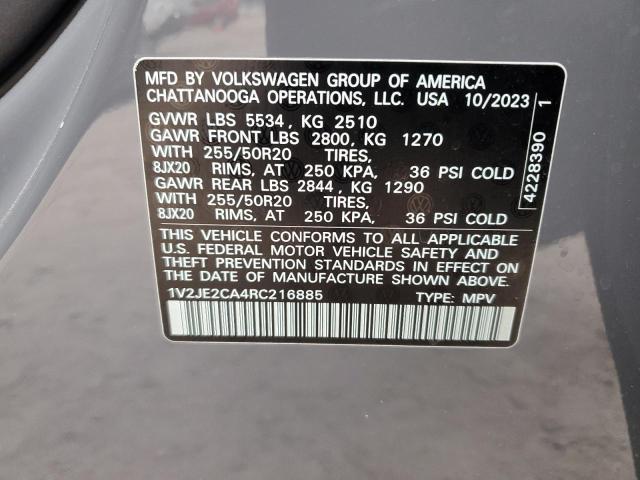 MFD BY VOLKSWAGEN GROUP OF AMERICA
CHATTANOOGA OPERATIONS, LLC. USA 10/2023
GVWR LBS 5534, KG 2510
GAWR FRONT LBS 2800, KG 1270
WITH 255/50R20 TIRES,
8JX20 RIMS, AT 250 KPA, 36 PSI COLD
GAWR REAR LBS 2844, KG 1290
WITH 255/50R20 TIRES,
8JX20 RIMS, AT 250 KPA, 36 PSI COLD
THIS VEHICLE CONFORMS TO ALL APPLICABLE
U.S. FEDERAL MOTOR VEHICLE SAFETY AND
THEFT PREVENTION STANDARDS IN EFFECT ON THE
DATE OF MANUFACTURE SHOWN ABOVE.
1V2JE2CA4RC216885 TYPE: MPV
4228390 1